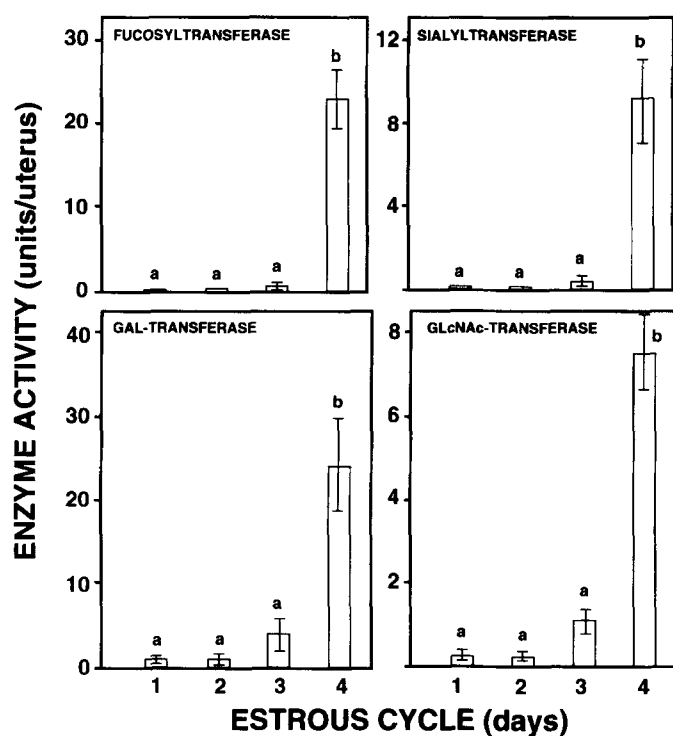 ENZYME ACTIVITY (units/uterus)
FUCOSYLTRANSFERASE
30
20
10
0
a
a
a
b
SIALYLTRANSFERASE
12
8
4
a
a
a
b
GAL-TRANSFERASE
40
30
20
10
0
a
a
a
b
1
2
3
4
GLcNAc-TRANSFERASE
8
6
4
2
a
a
a
b
1
2
3
4
ESTROUS CYCLE (days)